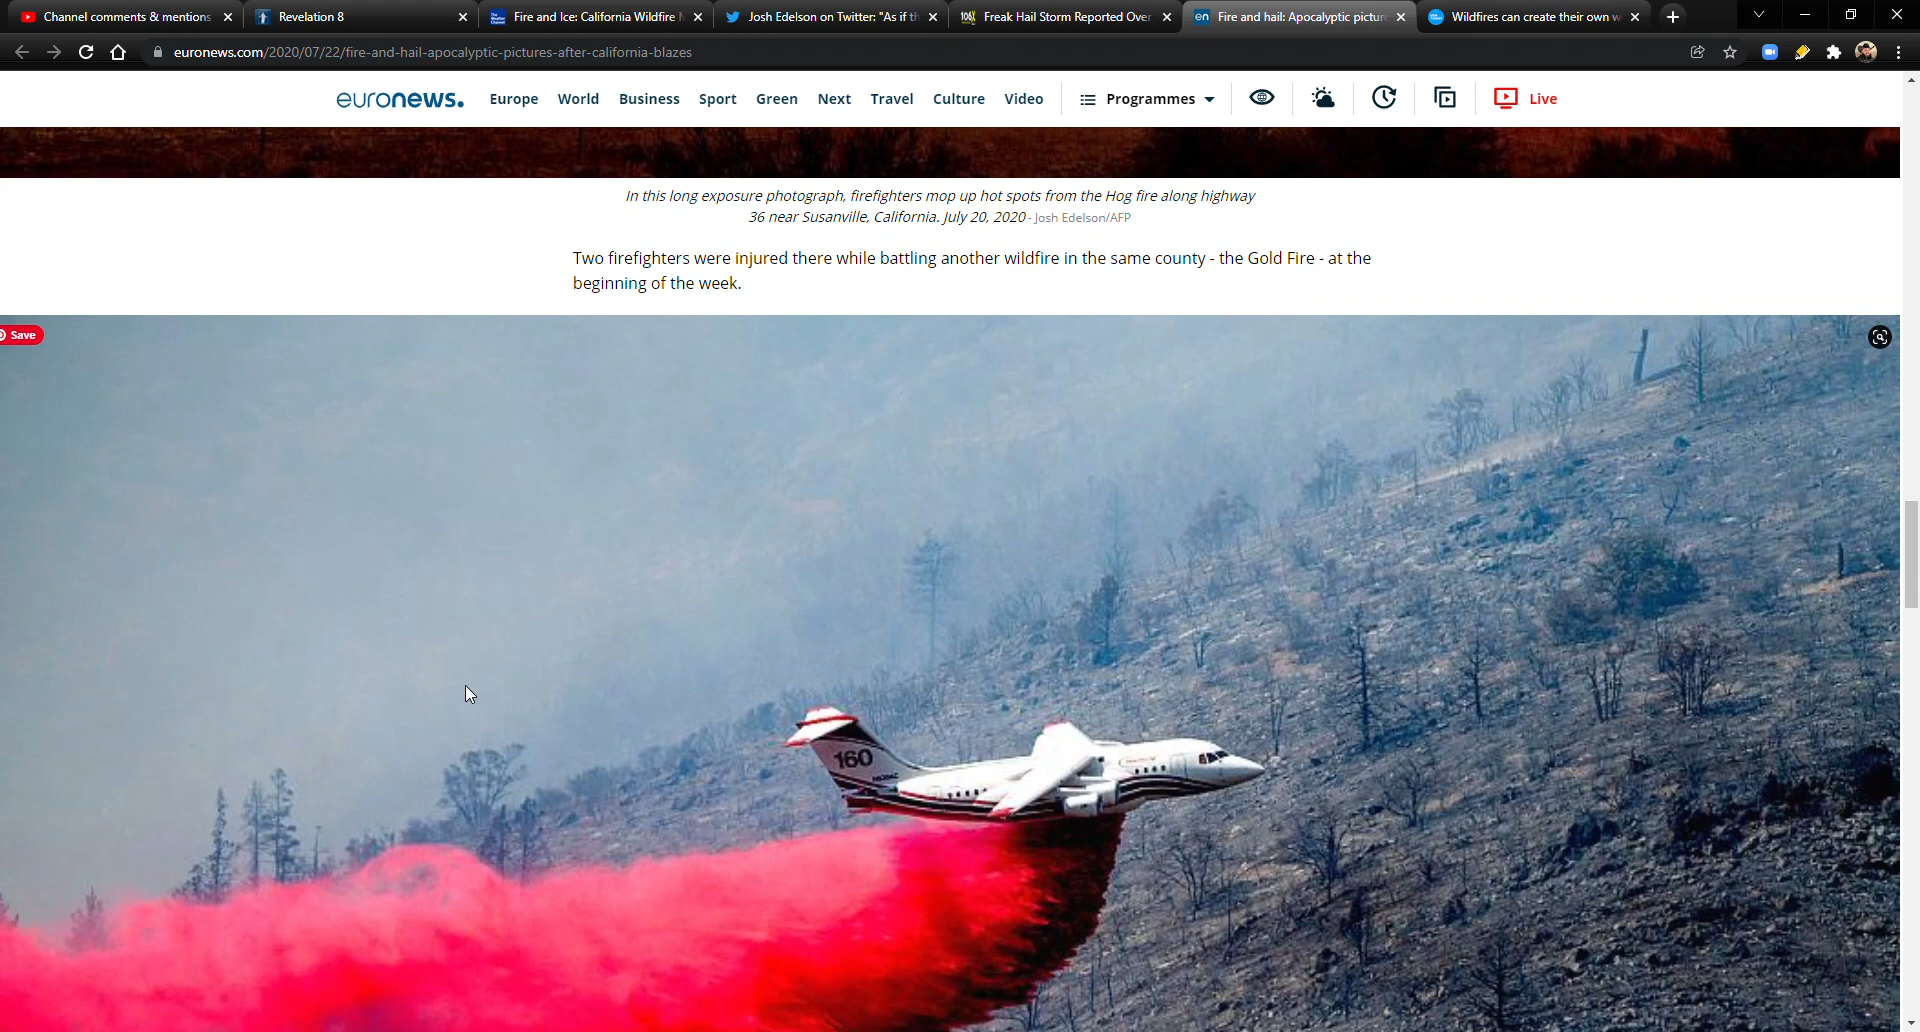 Channel comments & mentions
Revelation 8
Fire and Ice: California Wildfire
Josh Edelson on Twitter: "As if th
Freak Hail Storm Reported Over
Fire and hail: Apocalyptic picture
Wildfires can create their own w
euronews.com/2020/07/22/fire-and-hail-apocalyptic-pictures-after-california-blazes
euronews. Europe World Business Sport Green Next Travel Culture Video Programmes Live
In this long exposure photograph, firefighters mop up hot spots from the Hog fire along highway
36 near Susanville, California. July 20, 2020 - Josh Edelson/AFP
Two firefighters were injured there while battling another wildfire in the same county - the Gold Fire - at the
beginning of the week.
Save
160